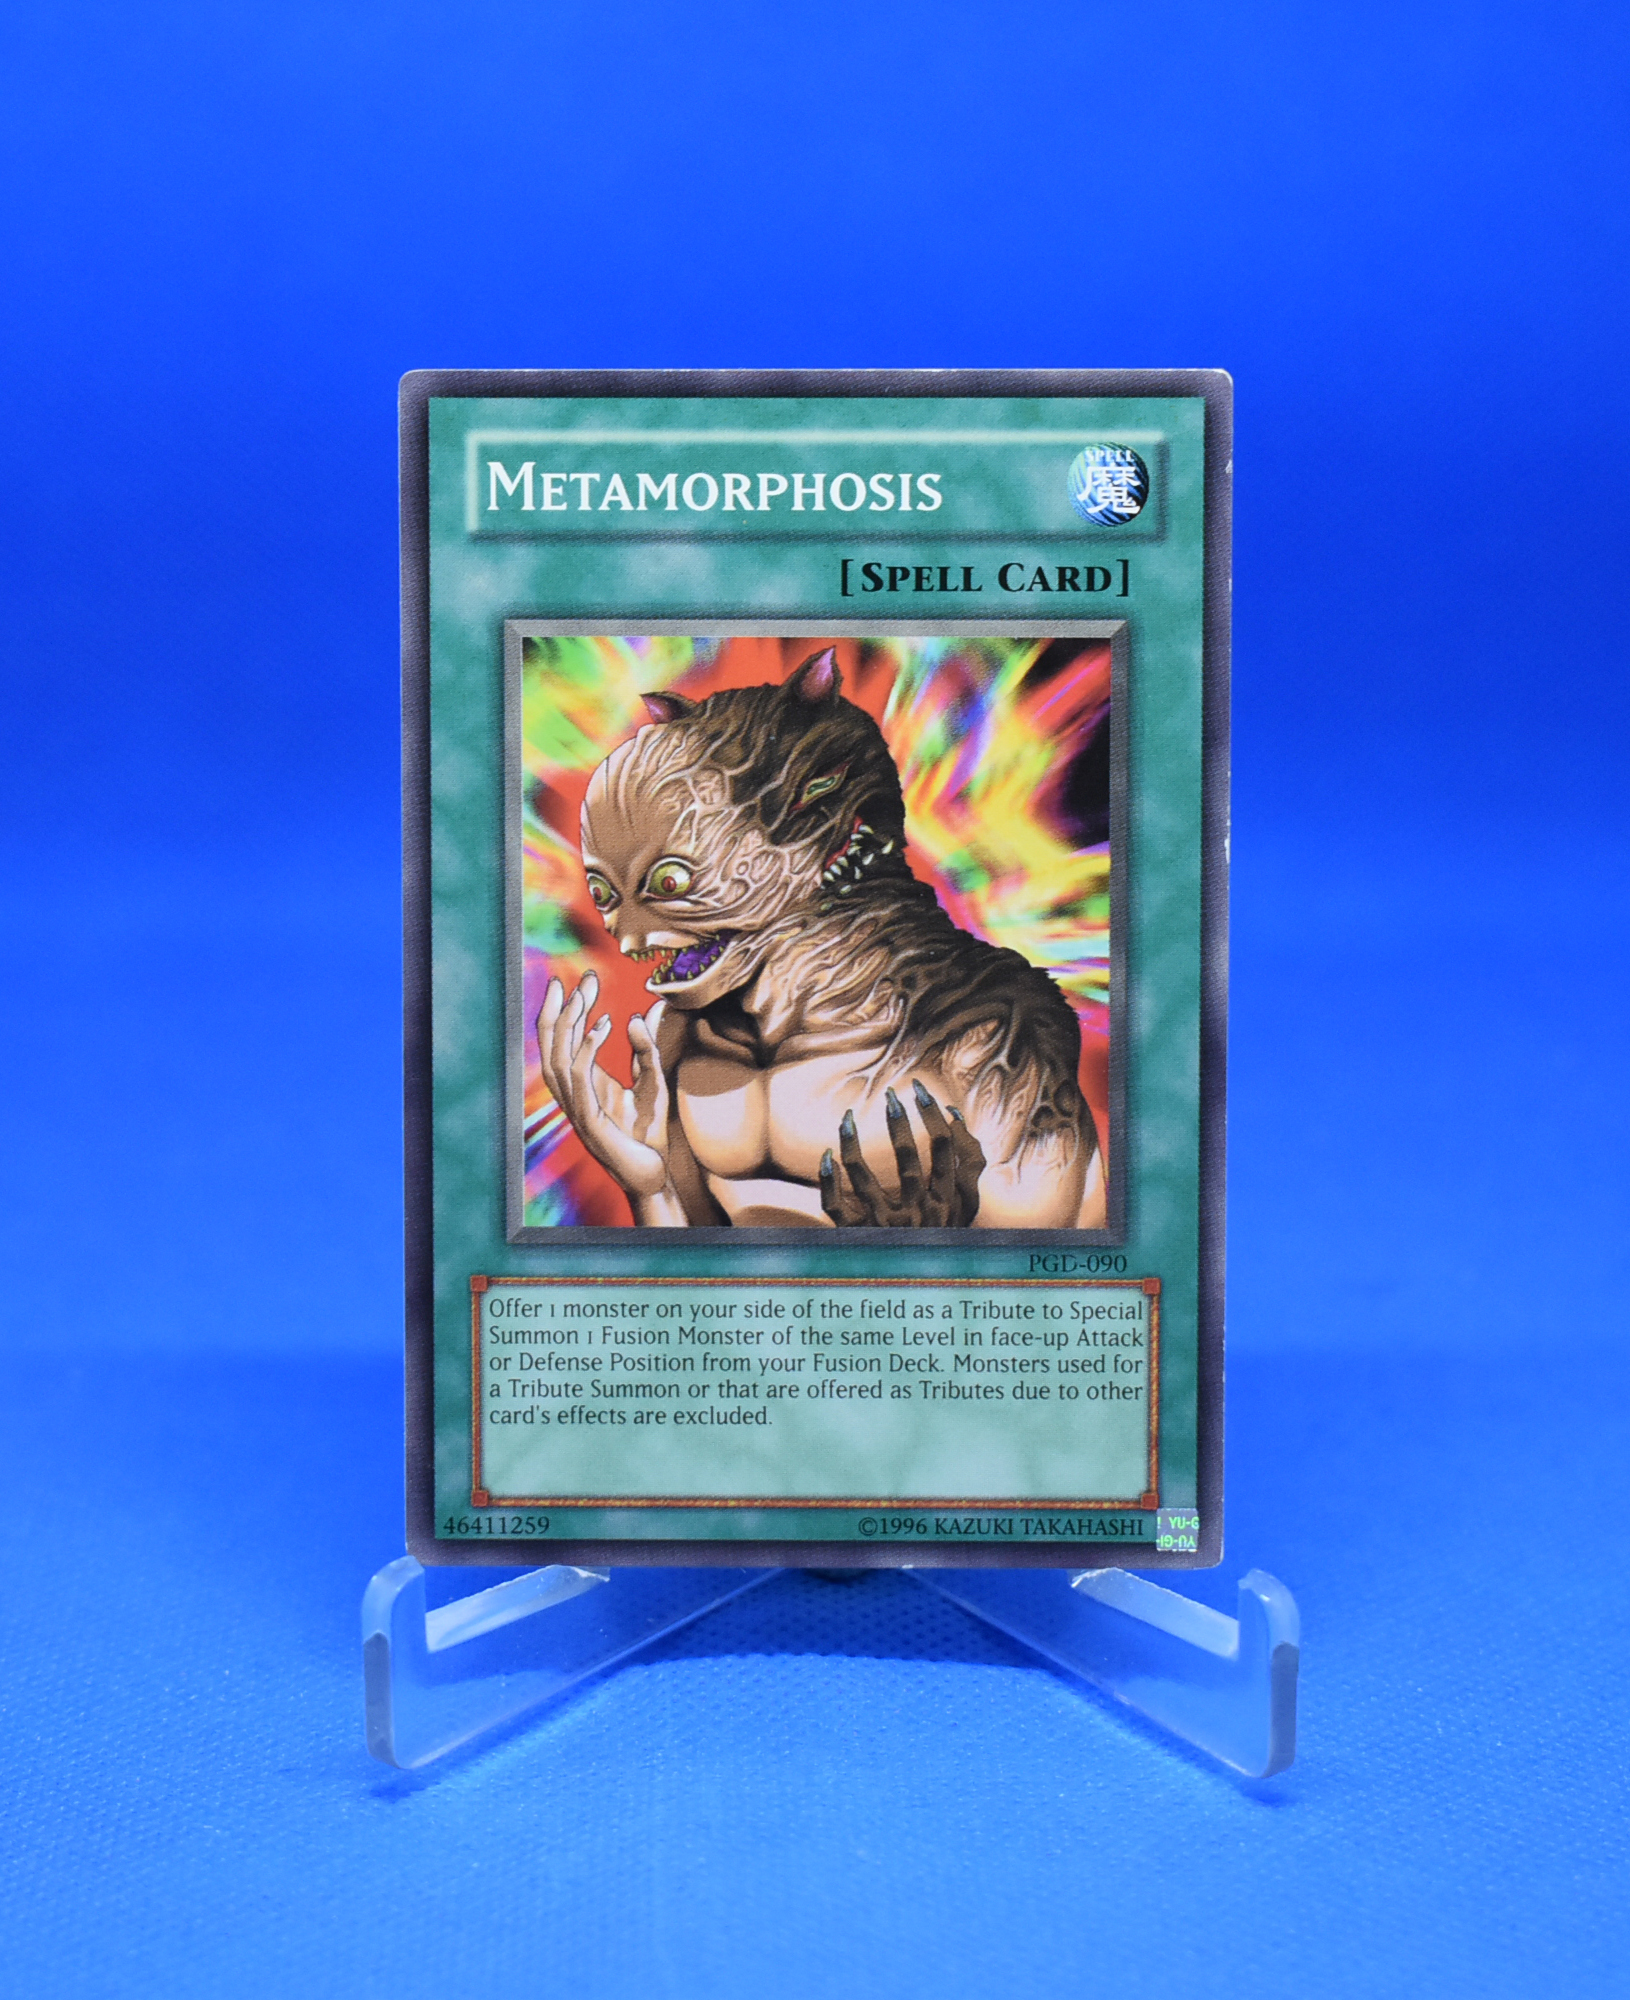 METAMORPHOSIS
SPELL
魔
[SPELL CARD]
PGD-090
Offer 1 monster on your side of the field as a Tribute to Special
Summon 1 Fusion Monster of the same Level in face-up Attack
or Defense Position from your Fusion Deck. Monsters used for
a Tribute Summon or that are offered as Tributes due to other
card's effects are excluded.
46411259
©1996 KAZUKI TAKAHASHI
! YU-G
-GI-UY